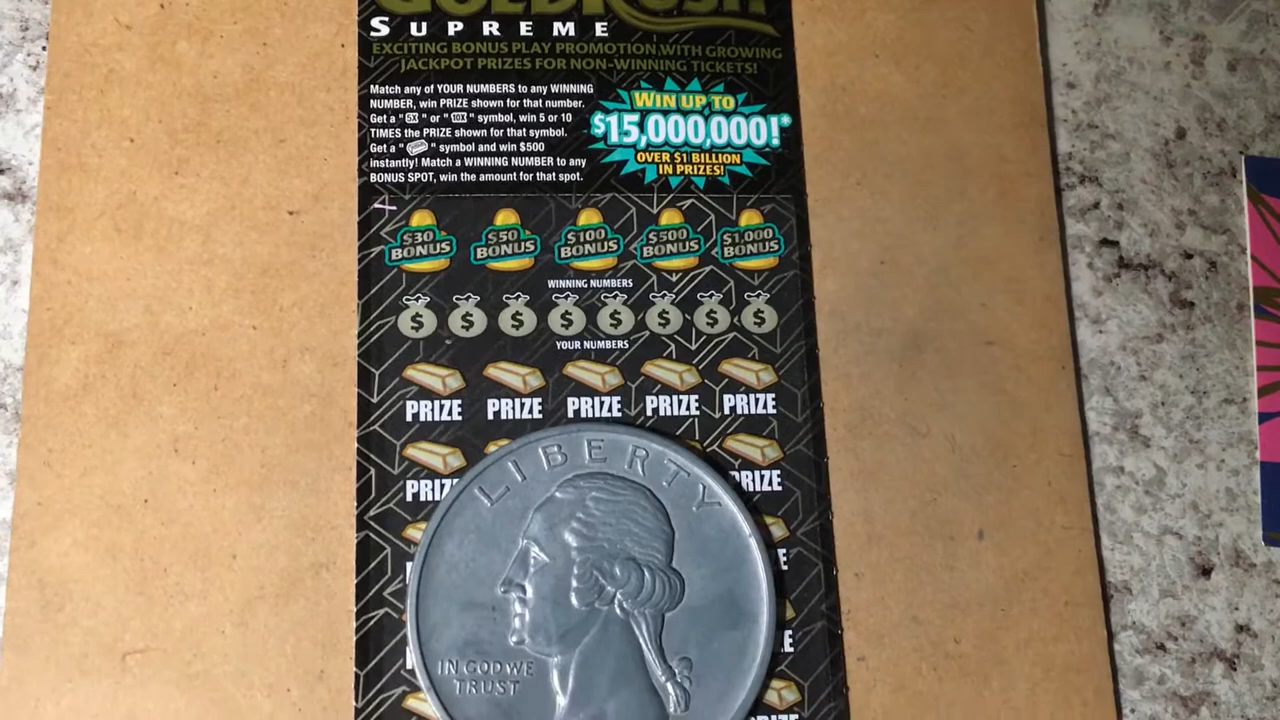 GOLD RUSH
SUPREME
EXCITING BONUS PLAY PROMOTION, WITH GROWING
JACKPOT PRIZES FOR NON-WINNING TICKETS!
Match any of YOUR NUMBERS to any WINNING
NUMBER, win PRIZE shown for that number.
Get a "5X" or "10X" symbol, win 5 or 10
TIMES the PRIZE shown for that symbol.
Get a " " symbol and win $500
instantly! Match a WINNING NUMBER to any
BONUS SPOT, win the amount for that spot.
WIN UP TO
$15,000,000!*
OVER $1 BILLION
IN PRIZES!
$30 BONUS $50 BONUS $100 BONUS $500 BONUS $1,000 BONUS
WINNING NUMBERS
$ $ $ $ $ $ $ $
YOUR NUMBERS
PRIZE PRIZE PRIZE PRIZE PRIZE
PRIZ PRIZE
LIBERTY
E
E
IN GOD WE
TRUST
PRIZE